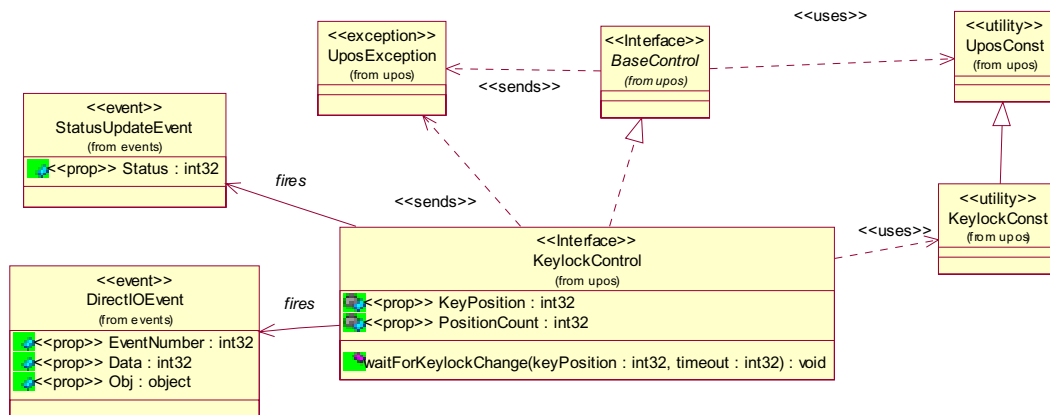 <<uses>>
<<exception>>
UposException
(from upos)
<<Interface>>
BaseControl
(from upos)
<<utility>>
UposConst
(from upos)
<<sends>>
<<event>>
StatusUpdateEvent
(from events)
<<prop>> Status : int32
fires
<<sends>>
<<utility>>
KeylockConst
(from upos)
<<uses>>
<<Interface>>
KeylockControl
(from upos)
<<prop>> KeyPosition : int32
<<prop>> PositionCount : int32
waitForKeylockChange(keyPosition : int32, timeout : int32) : void
<<event>>
DirectIOEvent
(from events)
<<prop>> EventNumber : int32
<<prop>> Data : int32
<<prop>> Obj : object
fires